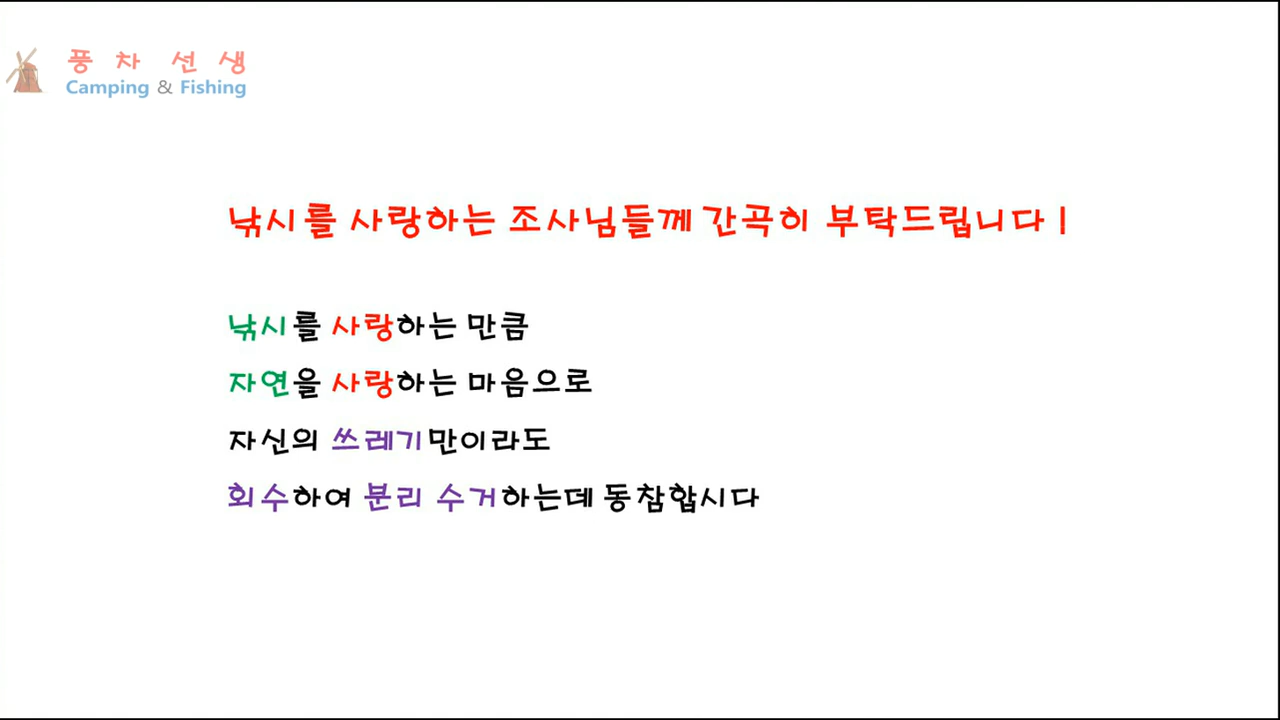 풍차 선생
Camping & Fishing
낚시를 사랑하는 조사님들께 간곡히 부탁드립니다 !
낚시를 사랑하는 만큼
자연을 사랑하는 마음으로
자신의 쓰레기만이라도
회수하여 분리 수거하는데 동참합시다